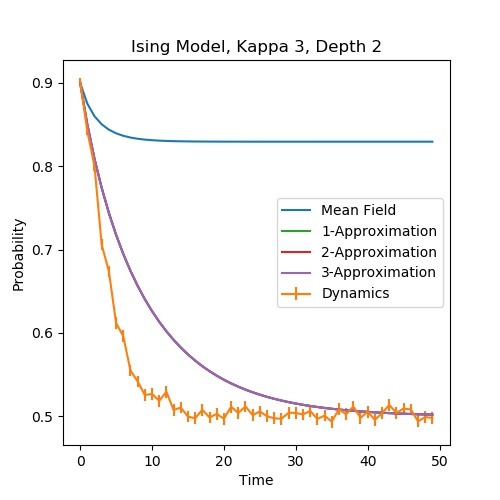 Ising Model, Kappa 3, Depth 2
0.9
0.8
0.7
0.6
0.5
Probability
Mean Field
1-Approximation
2-Approximation
3-Approximation
Dynamics
0 10 20 30 40 50
Time